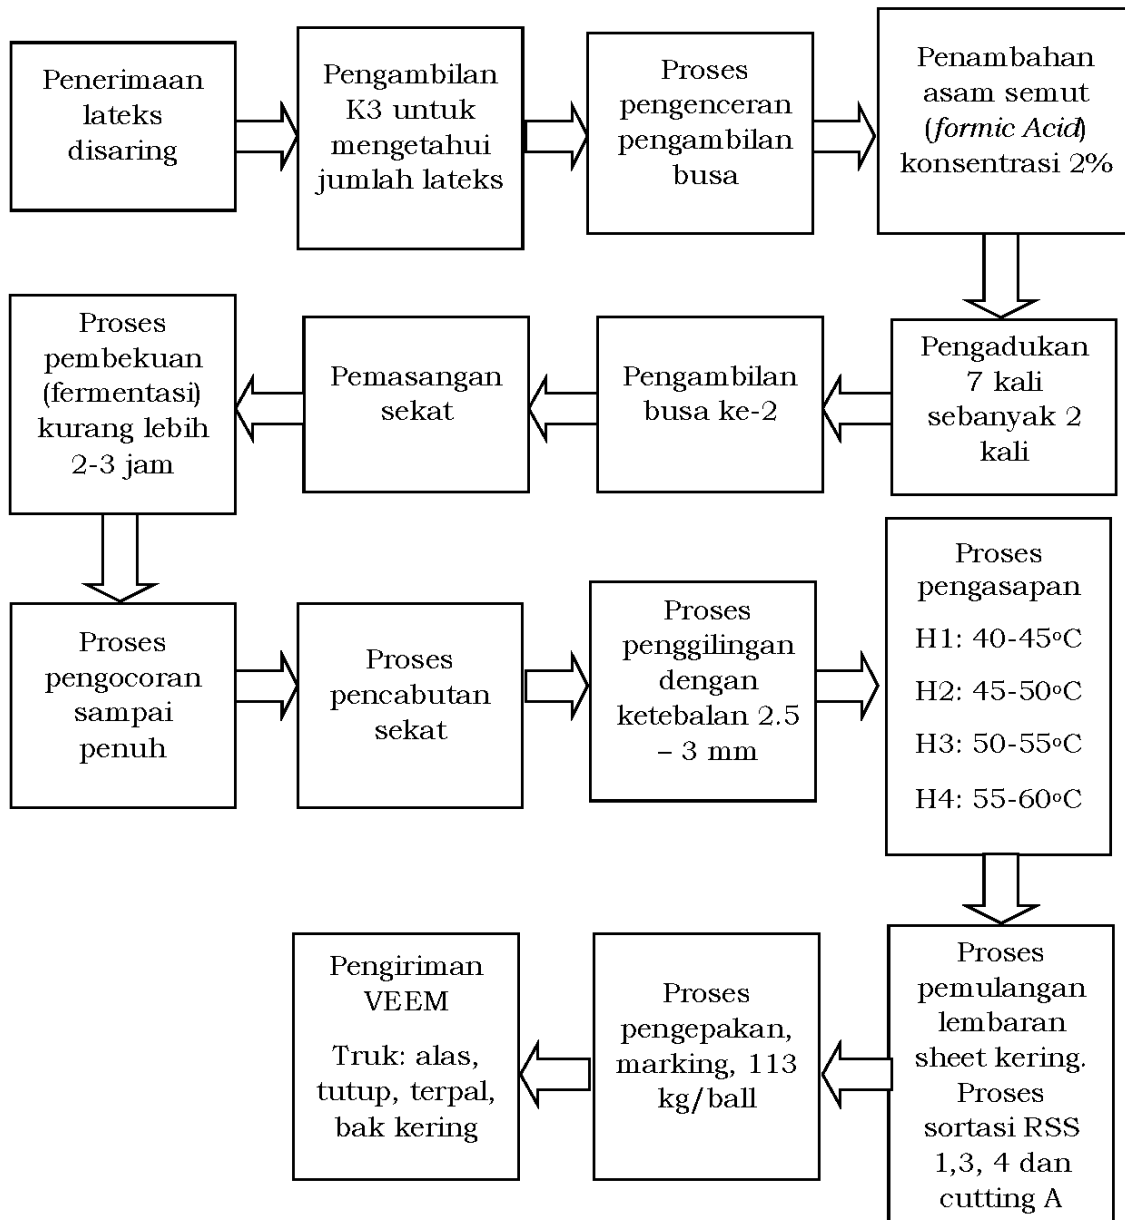 Penerimaan
lateks
disaring
Pengambilan
K3 untuk
mengetahui
jumlah lateks
Proses
pengenceran
pengambilan
busa
Penambahan
asam semut
(formic Acid)
konsentrasi 2%
Pengadukan
7 kali
sebanyak 2
kali
Pengambilan
busa ke-2
Pemasangan
sekat
Proses
pembekuan
(fermentasi)
kurang lebih
2-3 jam
Proses
pengocoran
sampai
penuh
Proses
pencabutan
sekat
Proses
penggilingan
dengan
ketebalan 2.5
– 3 mm
Proses
pengasapan
H1: 40-45ºC
H2: 45-50ºC
H3: 50-55ºC
H4: 55-60ºC
Proses
pemulangan
lembaran
sheet kering.
Proses
sortasi RSS
1,3, 4 dan
cutting A
Proses
pengepakan,
marking, 113
kg/ball
Pengiriman
VEEM
Truk: alas,
tutup, terpal,
bak kering